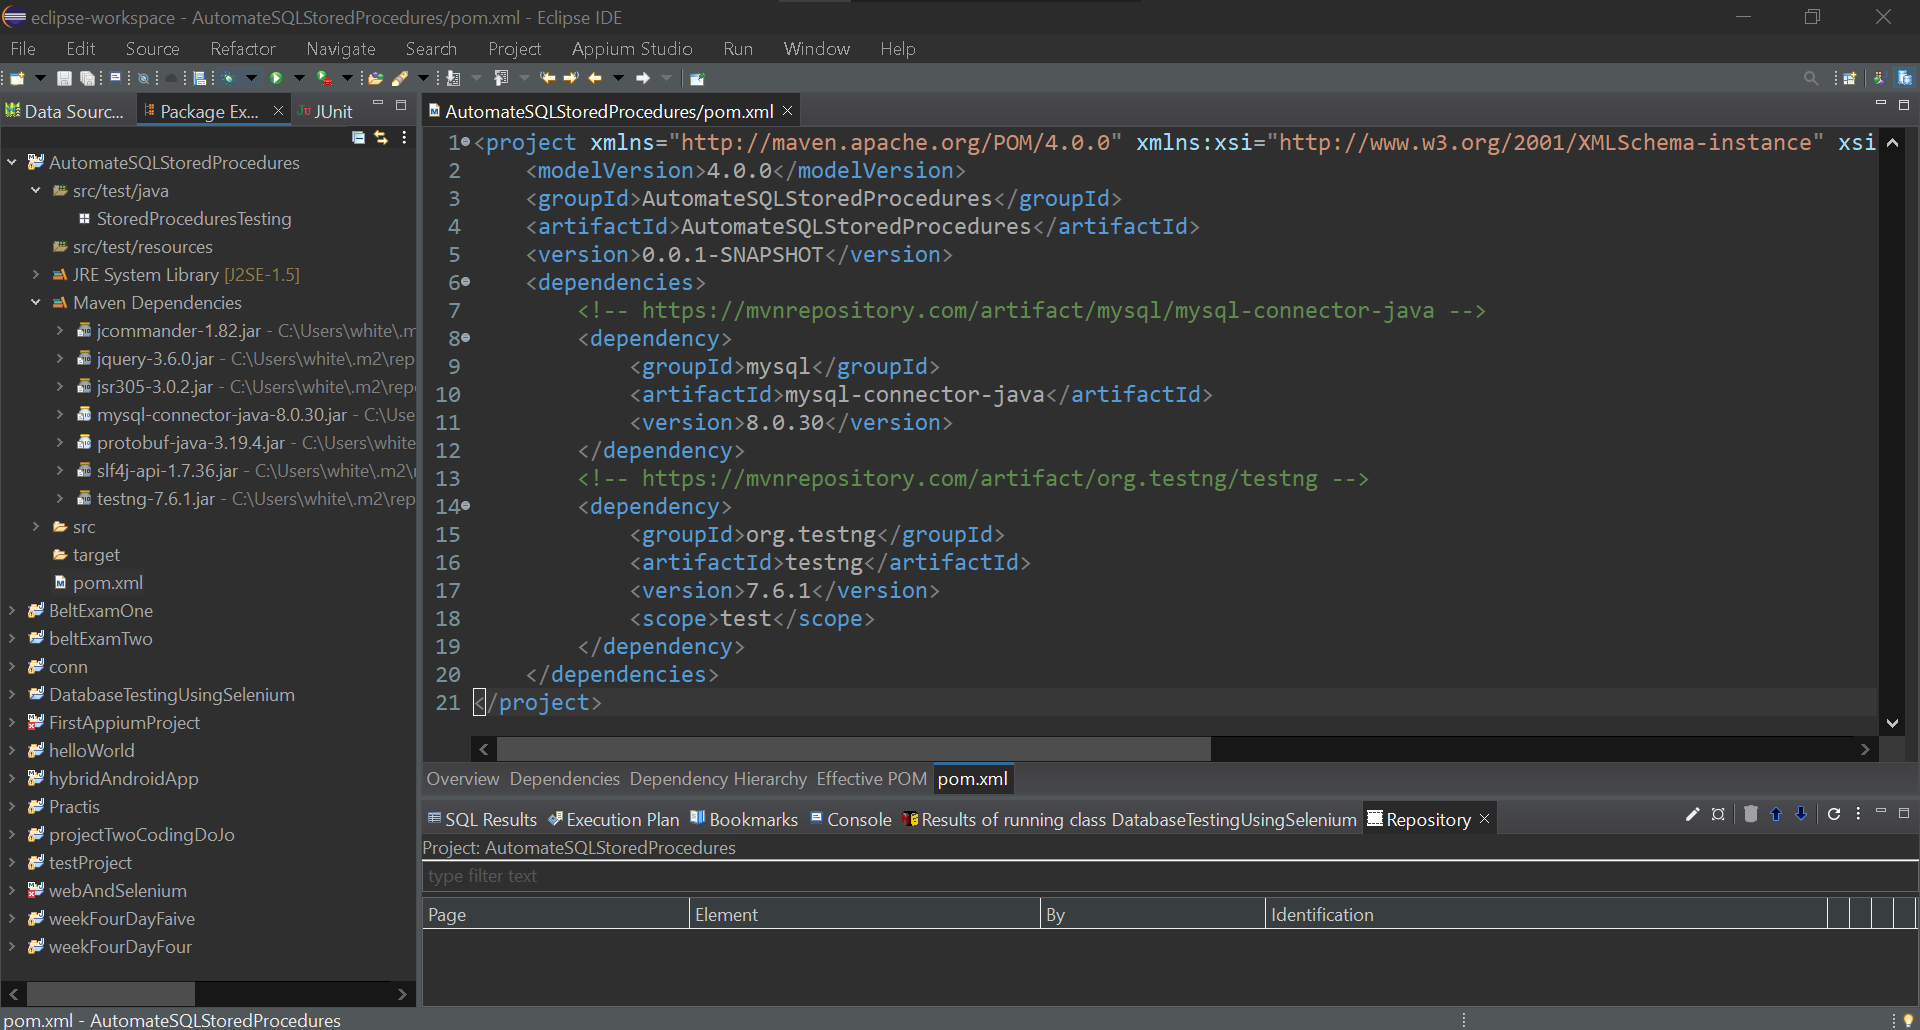 eclipse-workspace - AutomateSQLStoredProcedures/pom.xml - Eclipse IDE
File Edit Source Refactor Navigate Search Project Appium Studio Run Window Help
Data Sourc... Package Ex... JUnit
AutomateSQLStoredProcedures/pom.xml
AutomateSQLStoredProcedures
src/test/java
StoredProceduresTesting
src/test/resources
JRE System Library [J2SE-1.5]
Maven Dependencies
jcommander-1.82.jar - C:\Users\white\.m
jquery-3.6.0.jar - C:\Users\white\.m2\rep
jsr305-3.0.2.jar - C:\Users\white\.m2\rep
mysql-connector-java-8.0.30.jar - C:\Use
protobuf-java-3.19.4.jar - C:\Users\white
slf4j-api-1.7.36.jar - C:\Users\white\.m2\
testng-7.6.1.jar - C:\Users\white\.m2\rep
src
target
pom.xml
BeltExamOne
beltExamTwo
conn
DatabaseTestingUsingSelenium
FirstAppiumProject
helloWorld
hybridAndroidApp
Practis
projectTwoCodingDoJo
testProject
webAndSelenium
weekFourDayFaive
weekFourDayFour
1 <project xmlns="http://maven.apache.org/POM/4.0.0" xmlns:xsi="http://www.w3.org/2001/XMLSchema-instance" xsi
2 <modelVersion>4.0.0</modelVersion>
3 <groupId>AutomateSQLStoredProcedures</groupId>
4 <artifactId>AutomateSQLStoredProcedures</artifactId>
5 <version>0.0.1-SNAPSHOT</version>
6 <dependencies>
7 <!-- https://mvnrepository.com/artifact/mysql/mysql-connector-java -->
8 <dependency>
9 <groupId>mysql</groupId>
10 <artifactId>mysql-connector-java</artifactId>
11 <version>8.0.30</version>
12 </dependency>
13 <!-- https://mvnrepository.com/artifact/org.testng/testng -->
14 <dependency>
15 <groupId>org.testng</groupId>
16 <artifactId>testng</artifactId>
17 <version>7.6.1</version>
18 <scope>test</scope>
19 </dependency>
20 </dependencies>
21 </project>
Overview Dependencies Dependency Hierarchy Effective POM pom.xml
SQL Results Execution Plan Bookmarks Console Results of running class DatabaseTestingUsingSelenium Repository
Project: AutomateSQLStoredProcedures
type filter text
Page Element By Identification
pom.xml - AutomateSQLStoredProcedures